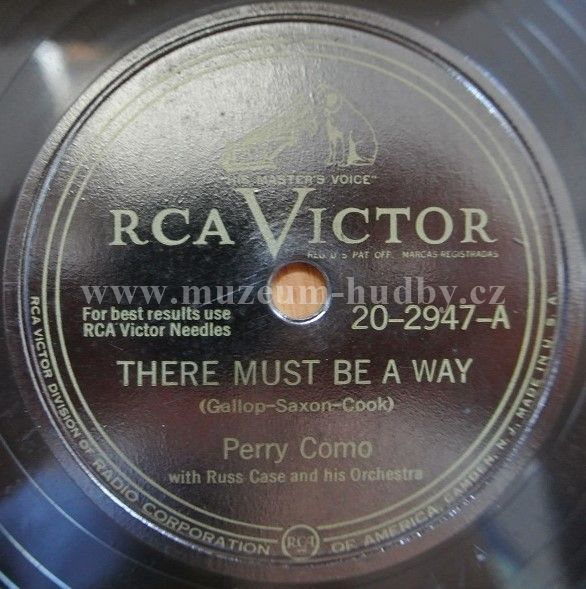 "HIS MASTER'S VOICE"
RCA VICTOR
REG. U. S. PAT. OFF. MARCAS REGISTRADAS
www.muzeum-hudby.cz
For best results use
RCA Victor Needles
20-2947-A
THERE MUST BE A WAY
(Gallop-Saxon-Cook)
Perry Como
with Russ Case and his Orchestra
RCA VICTOR DIVISION OF RADIO CORPORATION OF AMERICA, CAMDEN, N. J. MADE IN U. S. A.
RCA